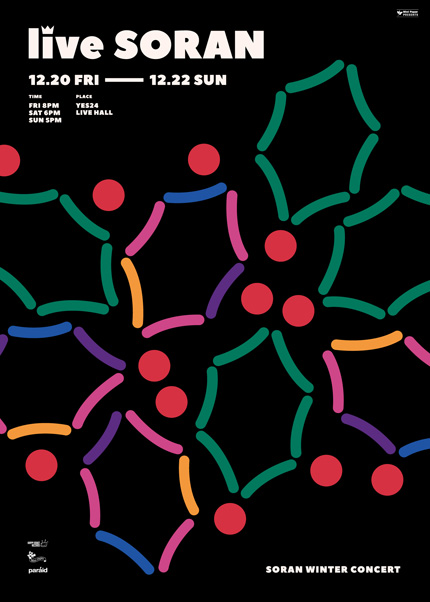 live SORAN
12.20 FRI — 12.22 SUN
TIME
FRI 8PM
SAT 6PM
SUN 5PM
PLACE
YES24
LIVE HALL
paraid
SORAN WINTER CONCERT